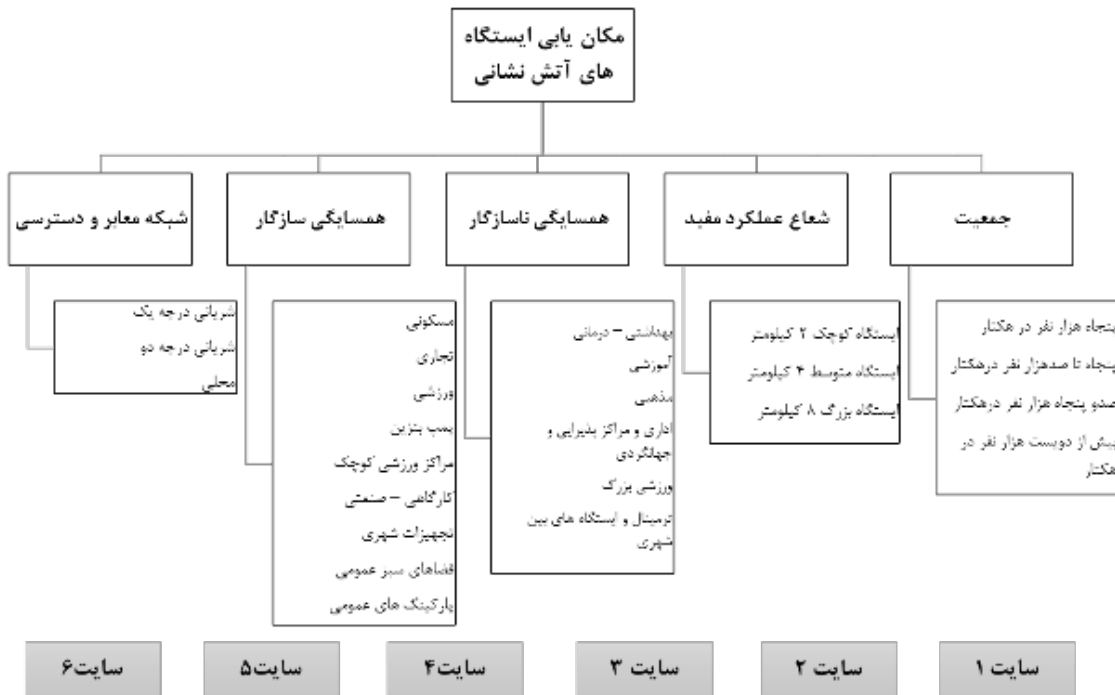 مکان یابی ایستگاه
های آتش نشانی
جمعیت
شعاع عملکرد مفید
همسایگی ناسازگار
همسایگی سازگار
شبکه معابر و دسترسی
پنجاه هزار نفر در هکتار
پنجاه تا صدهزار نفر درهکتار
صدو پنجاه هزار نفر درهکتار
بیش از دویست هزار نفر در
هکتار
ایستگاه کوچک ۲ کیلومتر
ایستگاه متوسط ۴ کیلومتر
ایستگاه بزرگ ۸ کیلومتر
بهداشتی – درمانی
آموزشی
مذهبی
اداری و مراکز پذیرایی و
جهانگردی
ورزشی بزرگ
ترمینال و ایستگاه های بین
شهری
مسکونی
تجاری
ورزشی
پمپ بنزین
مراکز ورزشی کوچک
کارگاهی – صنعتی
تجهیزات شهری
فضاهای سبز عمومی
پارکینگ های عمومی
شریانی درجه یک
شریانی درجه دو
محلی
سایت ۱
سایت ۲
سایت ۳
سایت۴
سایت۵
سایت۶